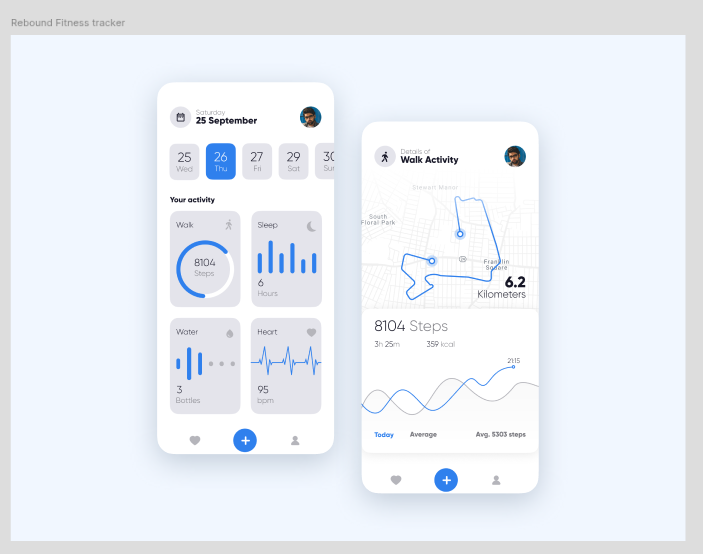 Rebound Fitness tracker
Saturday
25 September
25 26 27 29 30
Wed Thu Fri Sat Sun
Your activity
Walk
8104
Steps
Sleep
6
Hours
Water
3
Bottles
Heart
95
bpm
Details of
Walk Activity
Stewart Manor
South
Floral Park
Franklin
Square
6.2
Kilometers
8104 Steps
3h 25m 359 kcal
21:15
Today Average Avg. 5303 steps